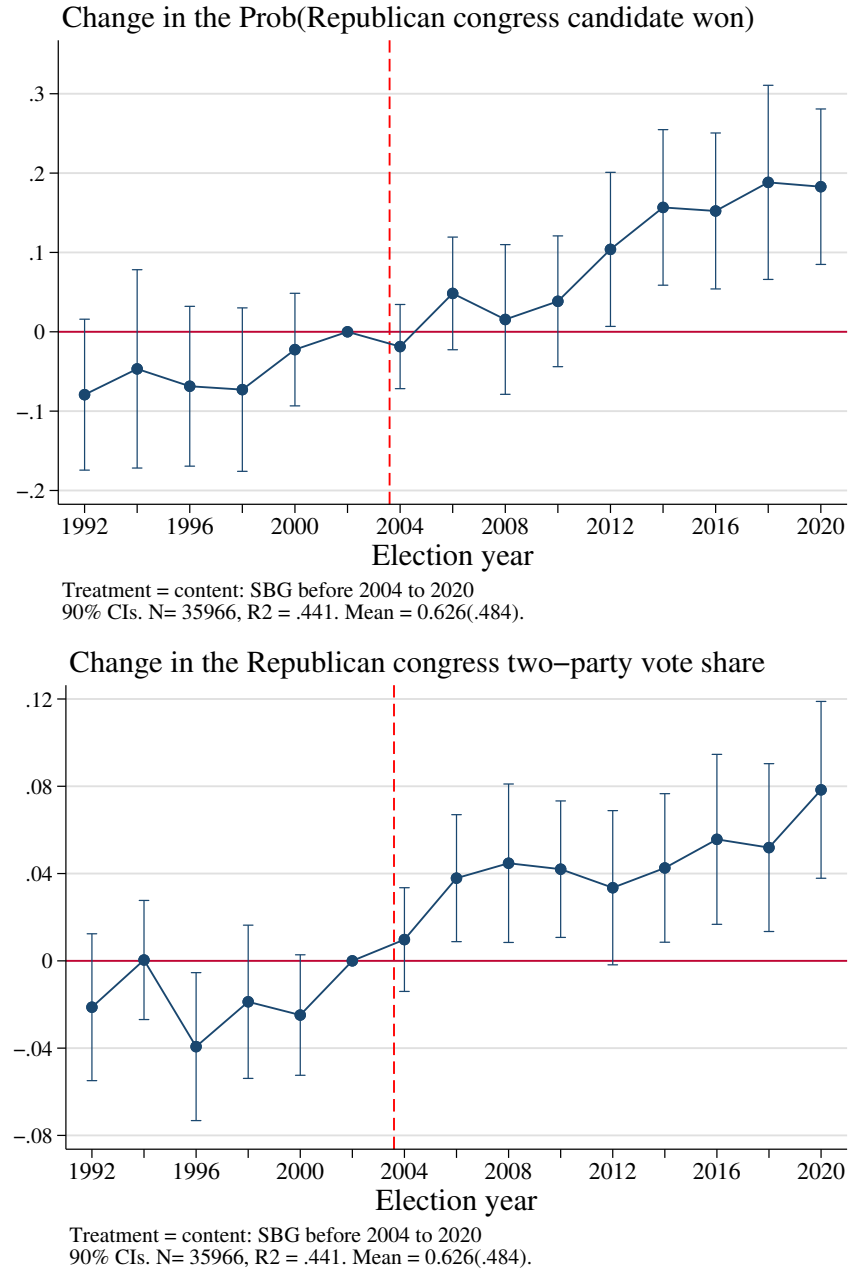 Change in the Prob(Republican congress candidate won)
.3
.2
.1
0
−.1
−.2
1992 1996 2000 2004 2008 2012 2016 2020
Election year
Treatment = content: SBG before 2004 to 2020
90% CIs. N= 35966, R2 = .441. Mean = 0.626(.484).
Change in the Republican congress two−party vote share
.12
.08
.04
0
−.04
−.08
1992 1996 2000 2004 2008 2012 2016 2020
Election year
Treatment = content: SBG before 2004 to 2020
90% CIs. N= 35966, R2 = .441. Mean = 0.626(.484).